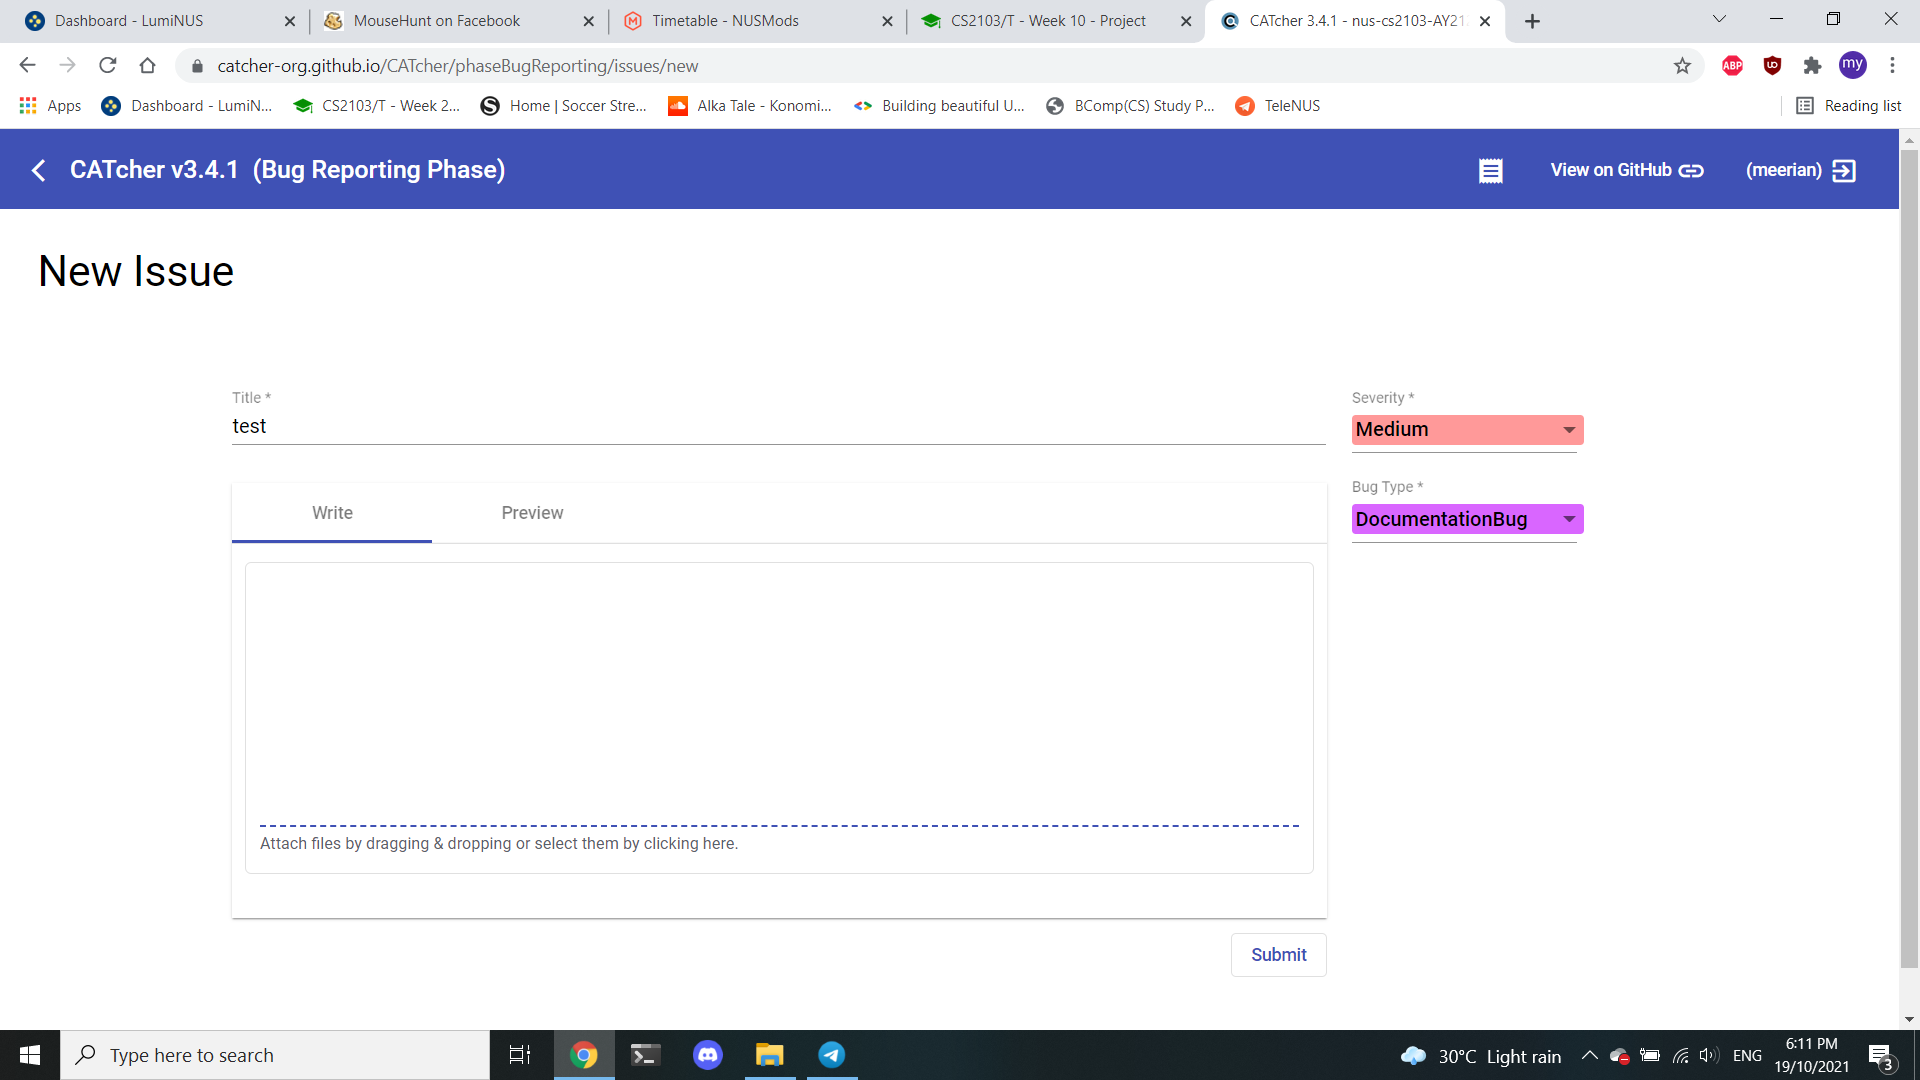 Dashboard - LumiNUS
MouseHunt on Facebook
Timetable - NUSMods
CS2103/T - Week 10 - Project
CATcher 3.4.1 - nus-cs2103-AY21
catcher-org.github.io/CATcher/phaseBugReporting/issues/new
ABP
my
Apps
Dashboard - LumiN...
CS2103/T - Week 2...
Home | Soccer Stre...
Alka Tale - Konomi...
Building beautiful U...
BComp(CS) Study P...
TeleNUS
Reading list
CATcher v3.4.1 (Bug Reporting Phase)
View on GitHub
(meerian)
New Issue
Title *
test
Severity *
Medium
Write
Preview
Bug Type *
DocumentationBug
Attach files by dragging & dropping or select them by clicking here.
Submit
Type here to search
30°C Light rain
ENG
6:11 PM
19/10/2021
3